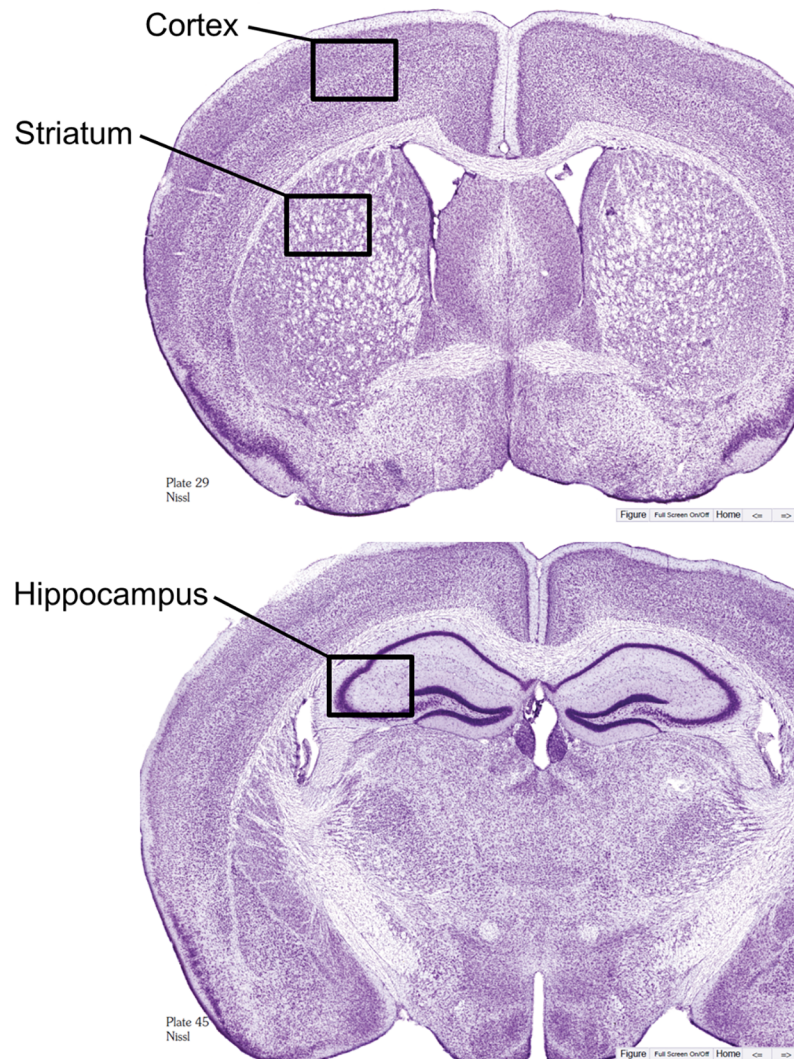 Cortex
Striatum
Plate 29
Nissl
Figure Full Screen On/Off Home <= =>
Hippocampus
Plate 45
Nissl
Figure Full Screen On/Off Home <= =>